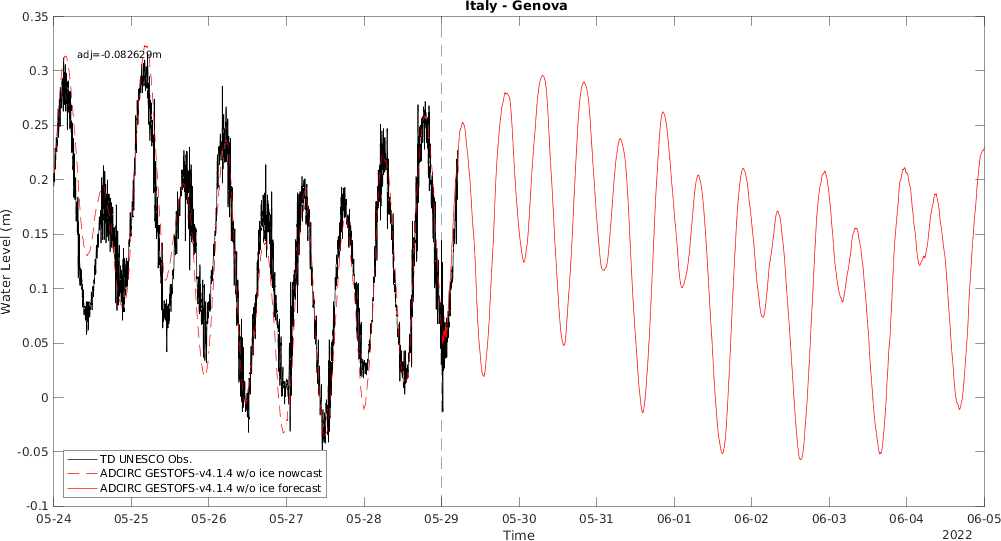 Italy - Genova
adj=-0.082629m
0.35
0.3
0.25
0.2
0.15
0.1
0.05
0
-0.05
-0.1
Water Level (m)
TD UNESCO Obs.
ADCIRC GESTOFS-v4.1.4 w/o ice nowcast
ADCIRC GESTOFS-v4.1.4 w/o ice forecast
05-24 05-25 05-26 05-27 05-28 05-29 05-30 05-31 06-01 06-02 06-03 06-04 06-05
Time
2022